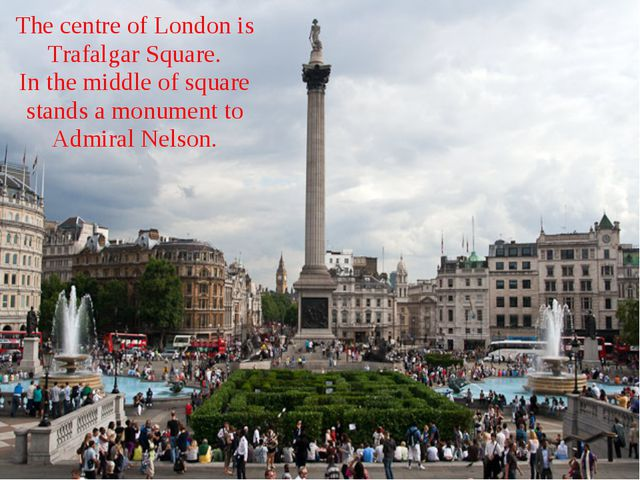 The centre of London is
Trafalgar Square.
In the middle of square
stands a monument to
Admiral Nelson.